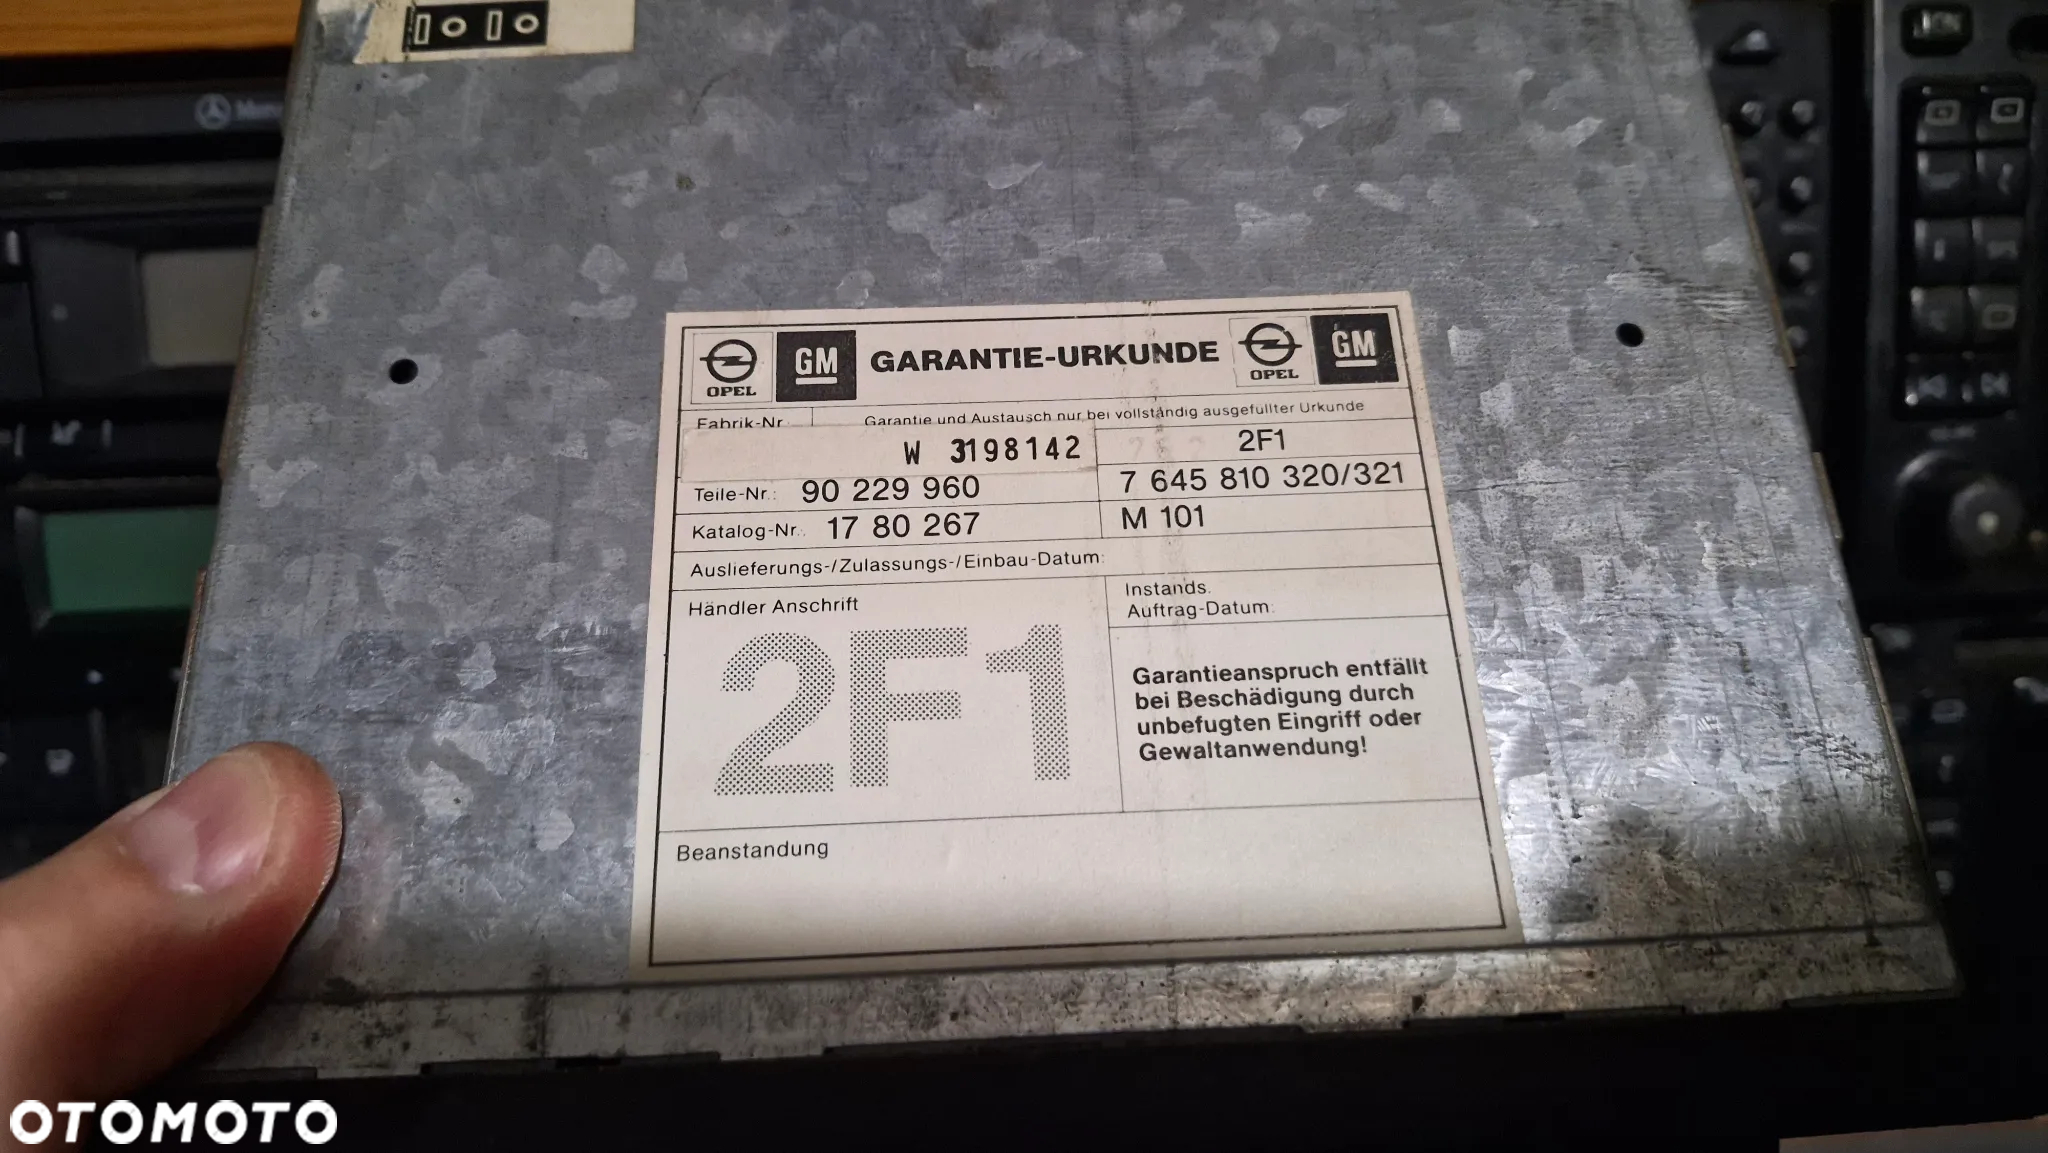 OPEL GM GARANTIE-URKUNDE OPEL GM
Fabrik-Nr. Garantie und Austausch nur bei vollständig ausgefüllter Urkunde
W 3198142 2F1
Teile-Nr.: 90 229 960 7 645 810 320/321
Katalog-Nr.: 17 80 267 M 101
Auslieferungs-/Zulassungs-/Einbau-Datum:
Händler Anschrift
Instands.
Auftrag-Datum:
2F1
Garantieanspruch entfällt
bei Beschädigung durch
unbefugten Eingriff oder
Gewaltanwendung!
Beanstandung
OTOMOTO